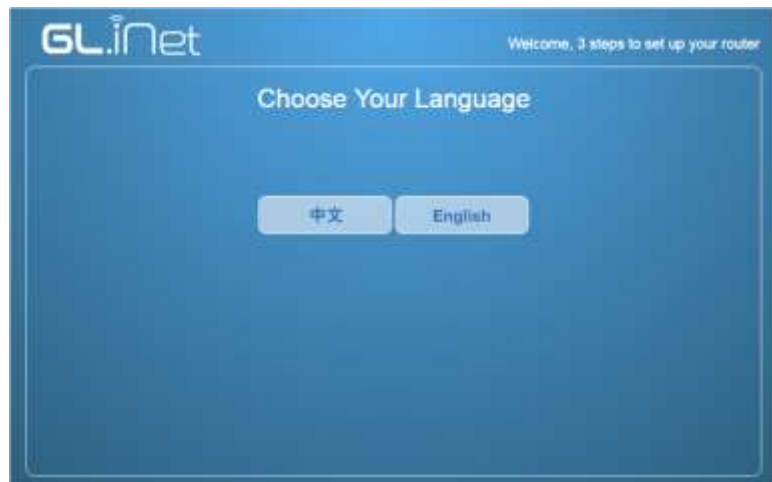 GL.iNet
Welcome, 3 steps to set up your router
Choose Your Language
中文 English